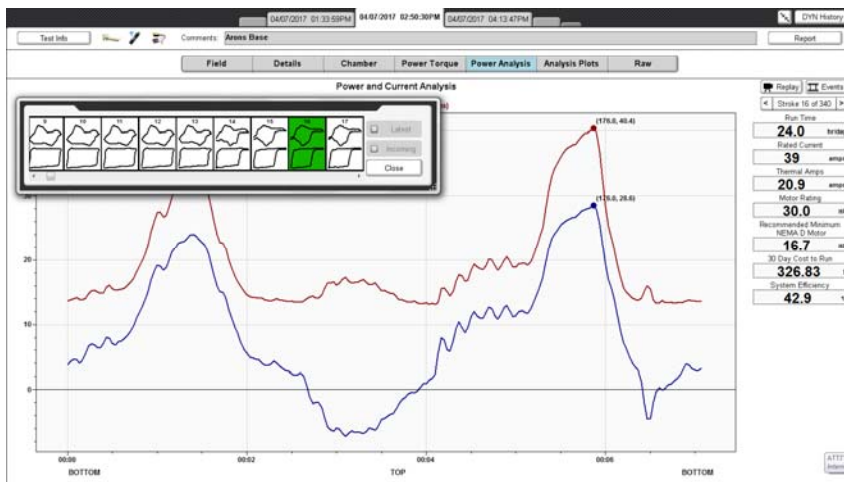 04/07/2017 01:33:59PM
04/07/2017 02:50:30PM
04/07/2017 04:13:47PM
DYN History
Test Info
Comments:
Arens Base
Report
Field
Details
Chamber
Power Torque
Power Analysis
Analysis Plots
Raw
Power and Current Analysis
9
10
11
12
13
14
15
16
17
Latest
Incoming
Close
(176.0, 40.4)
(176.0, 28.6)
20
10
0
00:00
00:02
00:04
00:06
BOTTOM
TOP
BOTTOM
Replay
Events
Stroke 16 of 340
Run Time
24.0
Rated Current
39
Thermal Amps
20.9
Motor Rating
30.0
Recommended Minimum
NEMA D Motor
16.7
30 Day Cost to Run
326.83
System Efficiency
42.9